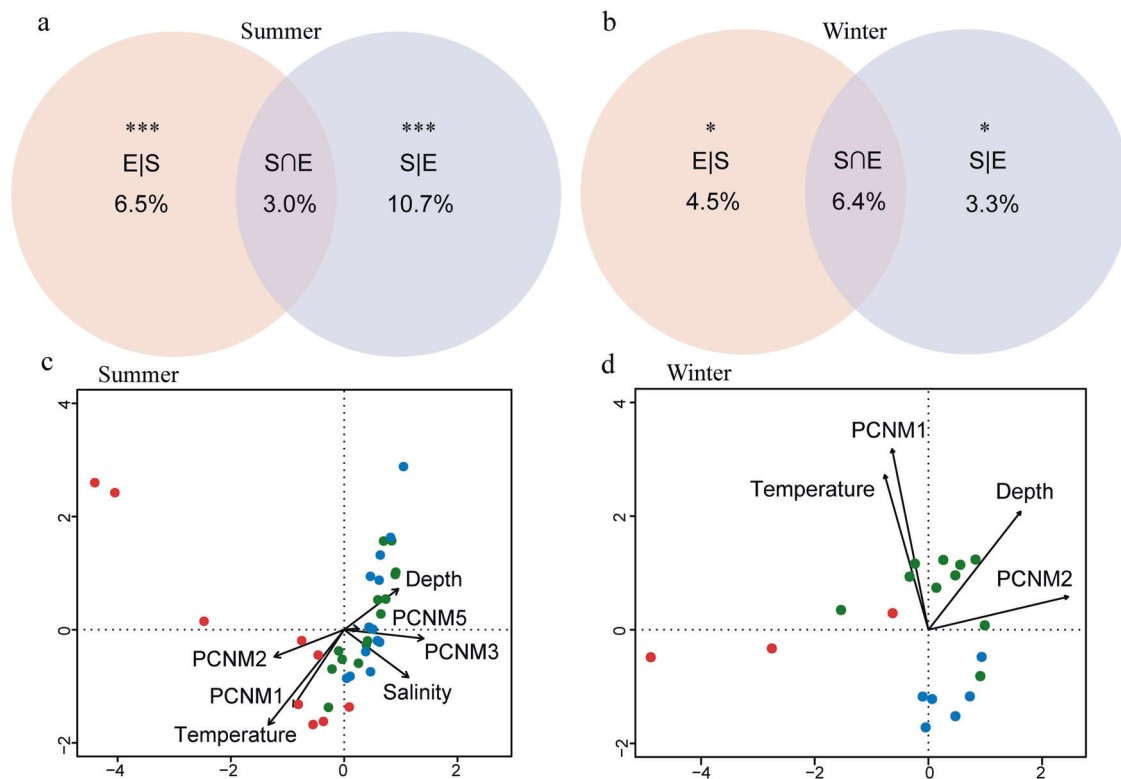 a
Summer
***
E|S
6.5%
S∩E
3.0%
***
S|E
10.7%
b
Winter
*
E|S
4.5%
S∩E
6.4%
*
S|E
3.3%
c
Summer
4
2
0
−2
−4
−2
0
2
Depth
PCNM5
PCNM3
PCNM2
Salinity
PCNM1
Temperature
d
Winter
4
2
0
−2
−4
−2
0
2
PCNM1
Temperature
Depth
PCNM2